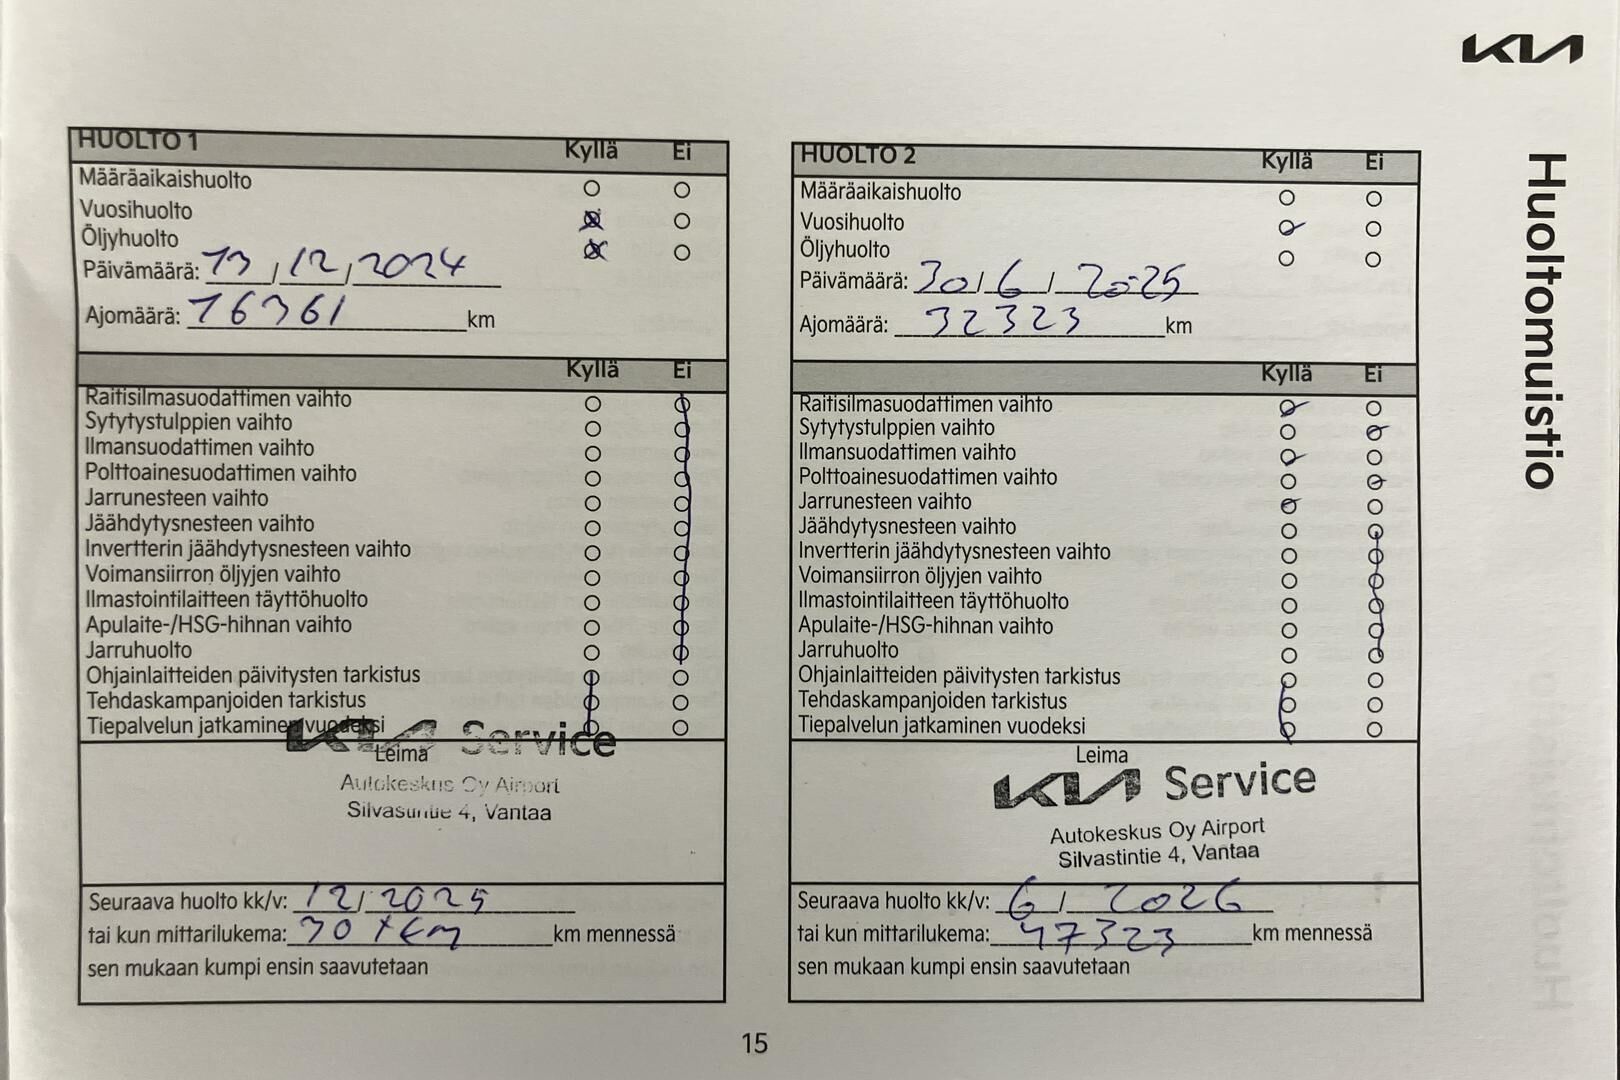 KIA
Huoltomuistio
HUOLTO 1 Kyllä Ei
Määräaikaishuolto
Vuosihuolto
Öljyhuolto
Päivämäärä: 13/12/2024
Ajomäärä: 16361 km
Kyllä Ei
Raitisilmasuodattimen vaihto
Sytytystulppien vaihto
Ilmansuodattimen vaihto
Polttoainesuodattimen vaihto
Jarrunesteen vaihto
Jäähdytysnesteen vaihto
Invertterin jäähdytysnesteen vaihto
Voimansiirron öljyjen vaihto
Ilmastointilaitteen täyttöhuolto
Apulaite-/HSG-hihnan vaihto
Jarruhuolto
Ohjainlaitteiden päivitysten tarkistus
Tehdaskampanjoiden tarkistus
Tiepalvelun jatkaminen vuodeksi
KIA Service
Leima
Autokeskus Oy Airport
Silvastintie 4, Vantaa
Seuraava huolto kk/v: 12/2025
tai kun mittarilukema: 30 tkm km mennessä
sen mukaan kumpi ensin saavutetaan
HUOLTO 2 Kyllä Ei
Määräaikaishuolto
Vuosihuolto
Öljyhuolto
Päivämäärä: 30/6/2025
Ajomäärä: 32323 km
Kyllä Ei
Raitisilmasuodattimen vaihto
Sytytystulppien vaihto
Ilmansuodattimen vaihto
Polttoainesuodattimen vaihto
Jarrunesteen vaihto
Jäähdytysnesteen vaihto
Invertterin jäähdytysnesteen vaihto
Voimansiirron öljyjen vaihto
Ilmastointilaitteen täyttöhuolto
Apulaite-/HSG-hihnan vaihto
Jarruhuolto
Ohjainlaitteiden päivitysten tarkistus
Tehdaskampanjoiden tarkistus
Tiepalvelun jatkaminen vuodeksi
Leima
KIA Service
Autokeskus Oy Airport
Silvastintie 4, Vantaa
Seuraava huolto kk/v: 6/2026
tai kun mittarilukema: 47323 km mennessä
sen mukaan kumpi ensin saavutetaan
15